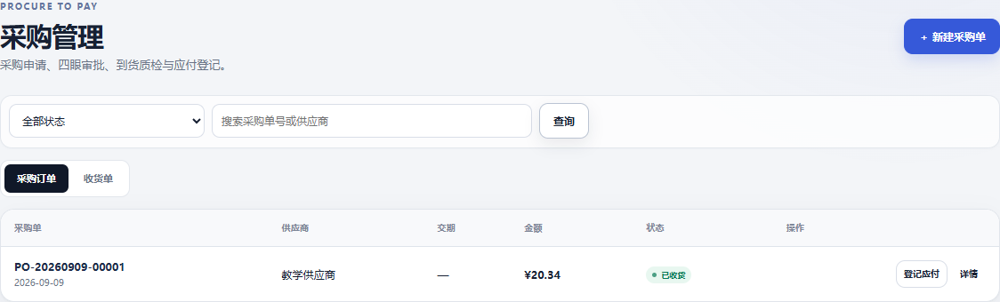 PROCURE TO PAY
采购管理
采购申请、四眼审批、到货质检与应付登记。
+ 新建采购单
全部状态
搜索采购单号或供应商
查询
采购订单
收货单
采购单 供应商 交期 金额 状态 操作
PO-20260909-00001
2026-09-09
教学供应商 — ¥20.34 已收货 登记应付 详情